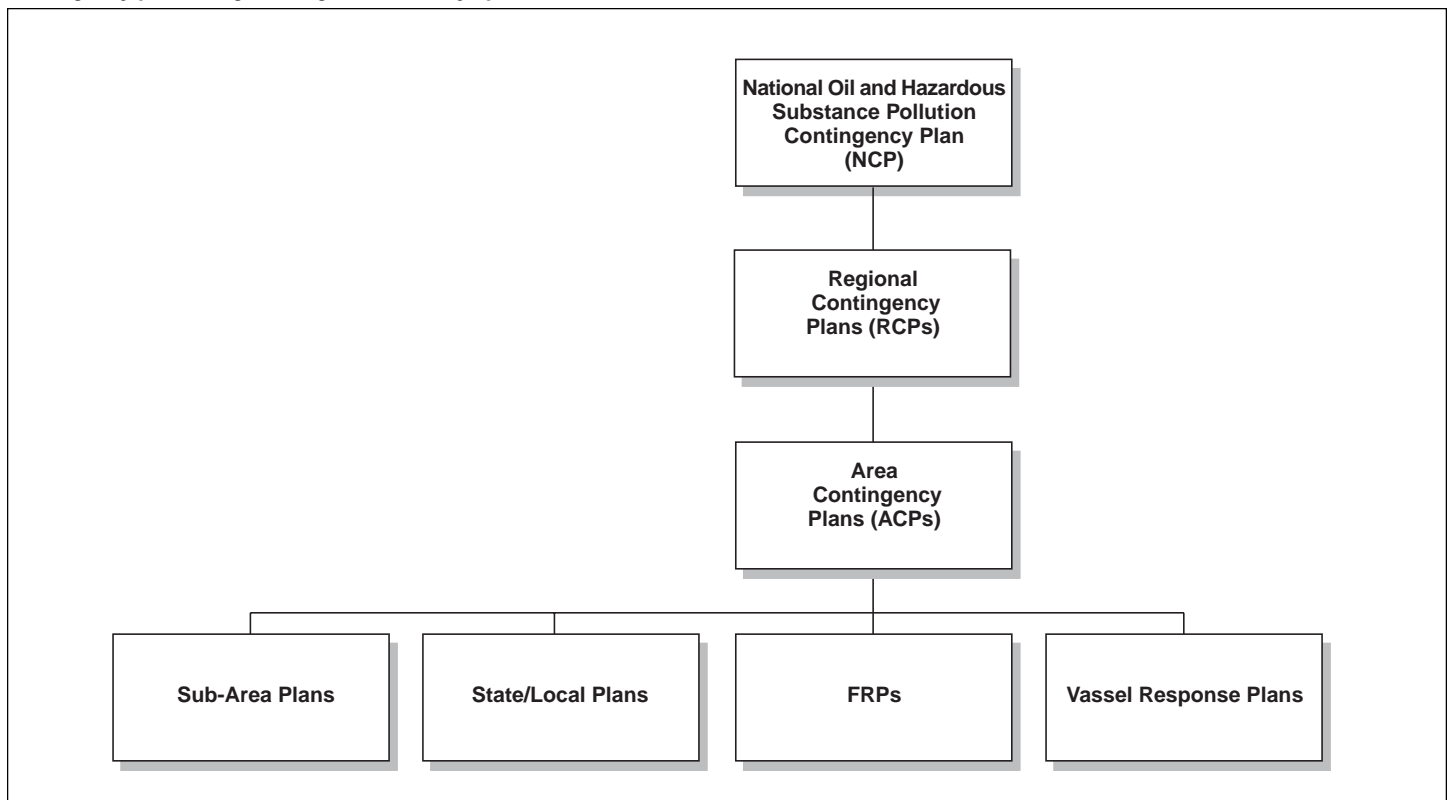 National Oil and Hazardous
Substance Pollution
Contingency Plan
(NCP)
Regional
Contingency
Plans (RCPs)
Area
Contingency
Plans (ACPs)
Sub-Area Plans
State/Local Plans
FRPs
Vassel Response Plans